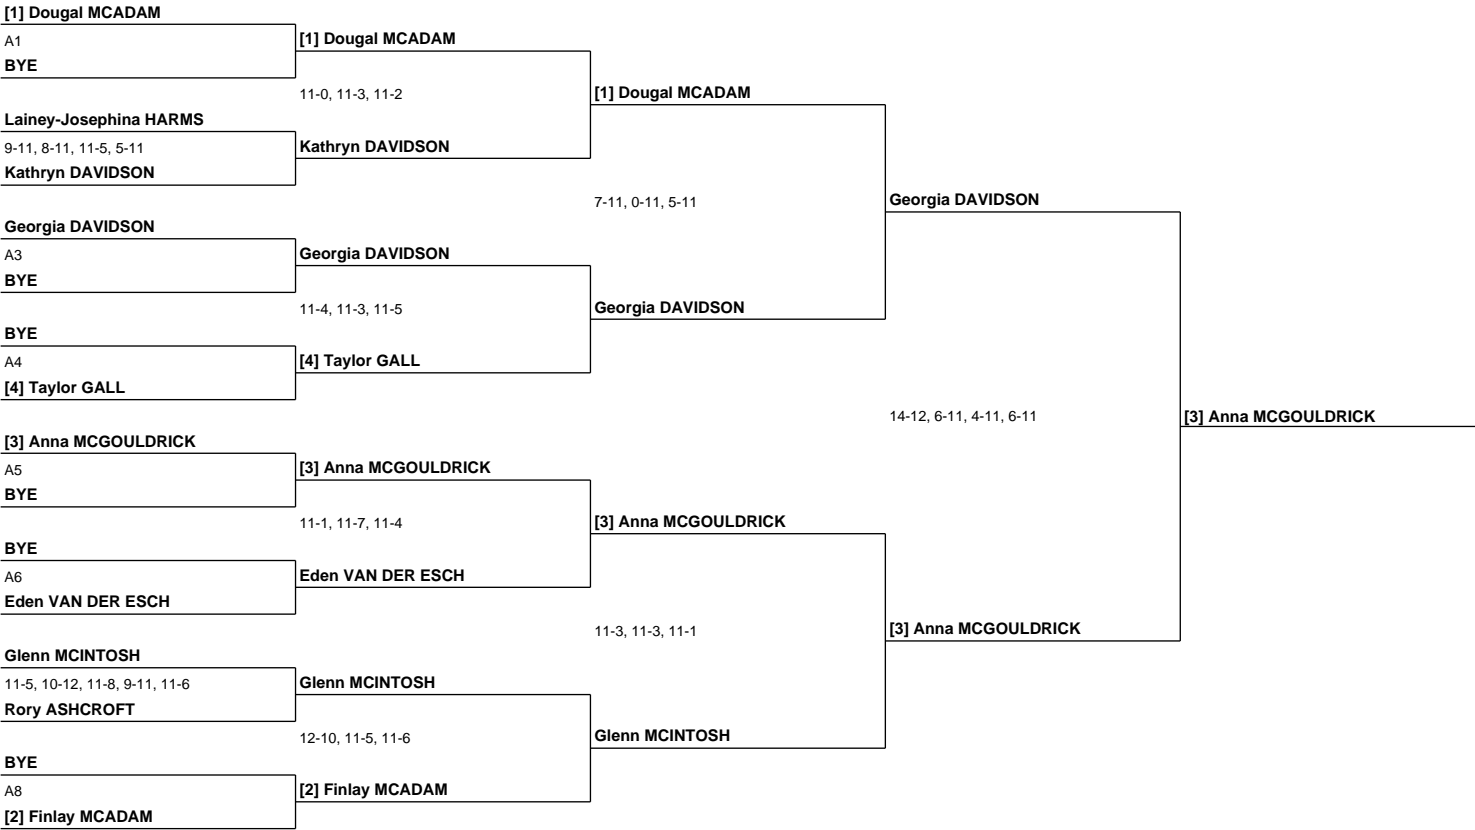 [1] Dougal MCADAM
A1
BYE
Lainey-Josephina HARMS
9-11, 8-11, 11-5, 5-11
Kathryn DAVIDSON
Georgia DAVIDSON
A3
BYE
BYE
A4
[4] Taylor GALL
[3] Anna MCGOULDRICK
A5
BYE
BYE
A6
Eden VAN DER ESCH
Glenn MCINTOSH
11-5, 10-12, 11-8, 9-11, 11-6
Rory ASHCROFT
BYE
A8
[2] Finlay MCADAM
[1] Dougal MCADAM
11-0, 11-3, 11-2
Kathryn DAVIDSON
Georgia DAVIDSON
11-4, 11-3, 11-5
[4] Taylor GALL
[3] Anna MCGOULDRICK
11-1, 11-7, 11-4
Eden VAN DER ESCH
Glenn MCINTOSH
12-10, 11-5, 11-6
[2] Finlay MCADAM
[1] Dougal MCADAM
7-11, 0-11, 5-11
Georgia DAVIDSON
[3] Anna MCGOULDRICK
11-3, 11-3, 11-1
Glenn MCINTOSH
Georgia DAVIDSON
14-12, 6-11, 4-11, 6-11
[3] Anna MCGOULDRICK
[3] Anna MCGOULDRICK